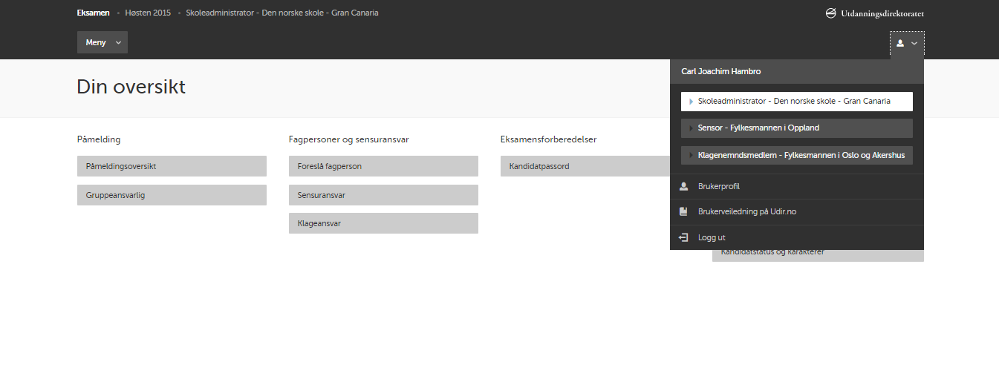 Eksamen • Høsten 2015 • Skoleadministrator - Den norske skole - Gran Canaria
Utdanningsdirektoratet
Meny
Carl Joachim Hambro
Skoleadministrator - Den norske skole - Gran Canaria
Sensor - Fylkesmannen i Oppland
Klagenemndsmedlem - Fylkesmannen i Oslo og Akershus
Brukerprofil
Brukerveiledning på Udir.no
Logg ut
Din oversikt
Påmelding
Påmeldingsoversikt
Gruppeansvarlig
Fagpersoner og sensuransvar
Foreslå fagperson
Sensuransvar
Klageansvar
Eksamensforberedelser
Kandidatpassord
Kandidatstatus og karakterer